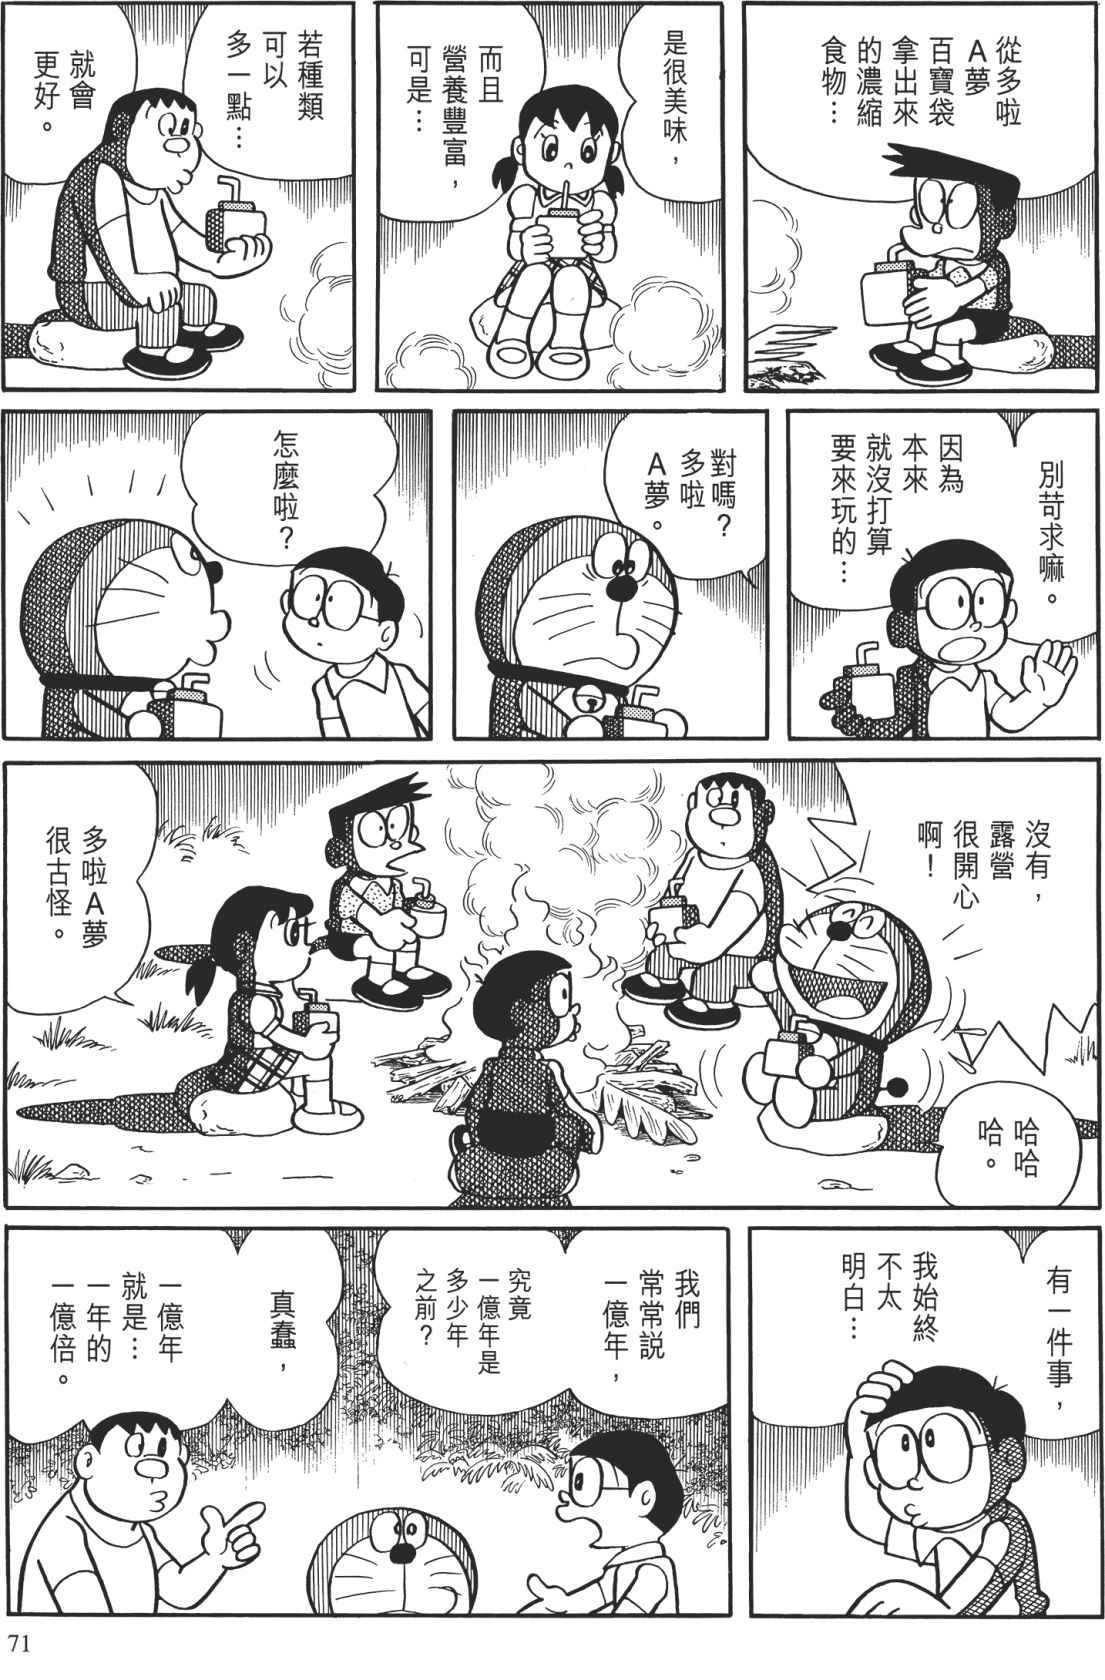 從多啦
A夢
百寶袋
拿出來
的濃縮
食物…
是很美味，
而且
營養豐富，
可是…
若種類
可以
多一點…
就會
更好。
別苛求嘛。
因為
本來
就沒打算
要來玩的…
對嗎？
多啦
A夢。
怎麼啦？
沒有，
露營
很開心
啊！
哈哈
哈。
多啦A夢
很古怪。
有一件事，
我始終
不太
明白…
我們
常常說
一億年，
究竟
一億年是
多少年
之前？
真蠢，
一億年
就是…
一年的
一億倍。
71